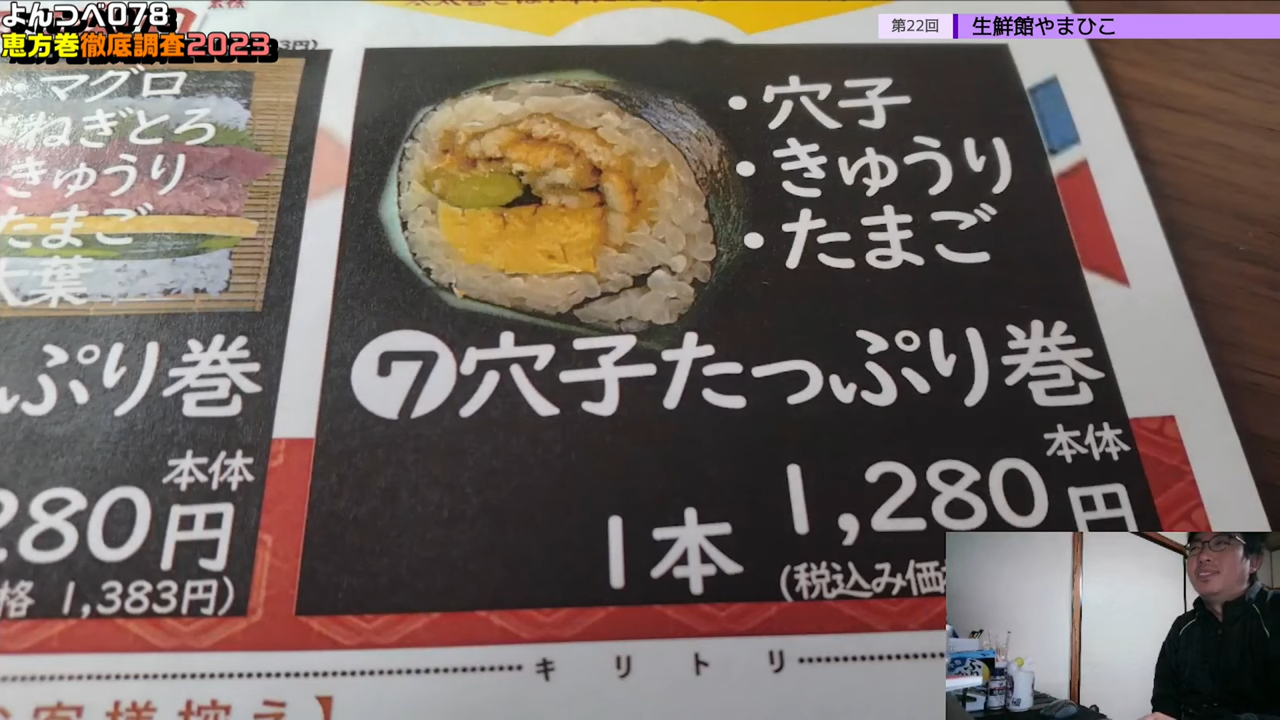 よんつべ078
恵方巻徹底調査2023
第22回
生鮮館やまひこ
マグロ
ねぎとろ
きゅうり
たまご
大葉
ぷり巻
本体
280円
格 1,383円)
・穴子
・きゅうり
・たまご
⑦穴子たっぷり巻
本体
1本 1,280円
(税込み価
キリトリ